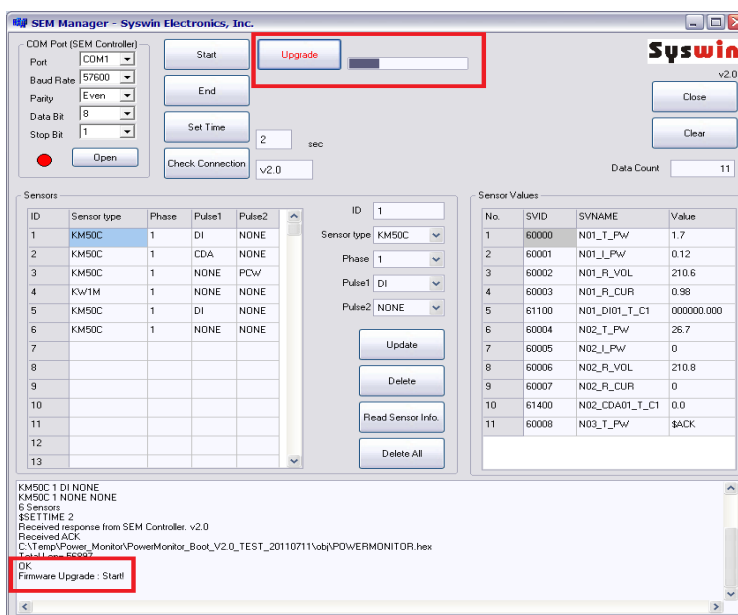 SEM Manager - Syswin Electronics, Inc.
COM Port (SEM Controller)
Port COM1
Baud Rate 57600
Parity Even
Data Bit 8
Stop Bit 1
Open
Start
End
Set Time
2 sec
Check Connection
v2.0
Upgrade
Syswin
v2.0
Close
Clear
Data Count 11
Sensors
ID Sensor type Phase Pulse1 Pulse2
1 KM50C 1 DI NONE
2 KM50C 1 CDA NONE
3 KM50C 1 NONE PCW
4 KW1M 1 NONE NONE
5 KM50C 1 DI NONE
6 KM50C 1 NONE NONE
7
8
9
10
11
12
13
ID 1
Sensor type KM50C
Phase 1
Pulse1 DI
Pulse2 NONE
Update
Delete
Read Sensor Info.
Delete All
Sensor Values
No. SVID SVNAME Value
1 60000 N01_T_PW 1.7
2 60001 N01_I_PW 0.12
3 60002 N01_R_VOL 210.6
4 60003 N01_R_CUR 0.98
5 61100 N01_DI01_T_C1 000000.000
6 60004 N02_T_PW 26.7
7 60005 N02_I_PW 0
8 60006 N02_R_VOL 210.8
9 60007 N02_R_CUR 0
10 61400 N02_CDA01_T_C1 0.0
11 60008 N03_T_PW $ACK
KM50C 1 DI NONE
KM50C 1 NONE NONE
6 Sensors
$SETTIME 2
Received response from SEM Controller. v2.0
Received ACK
C:\Temp\Power_Monitor\PowerMonitor_Boot_V2.0_TEST_20110711\obj\POWERMONITOR.hex
OK
Firmware Upgrade : Start!